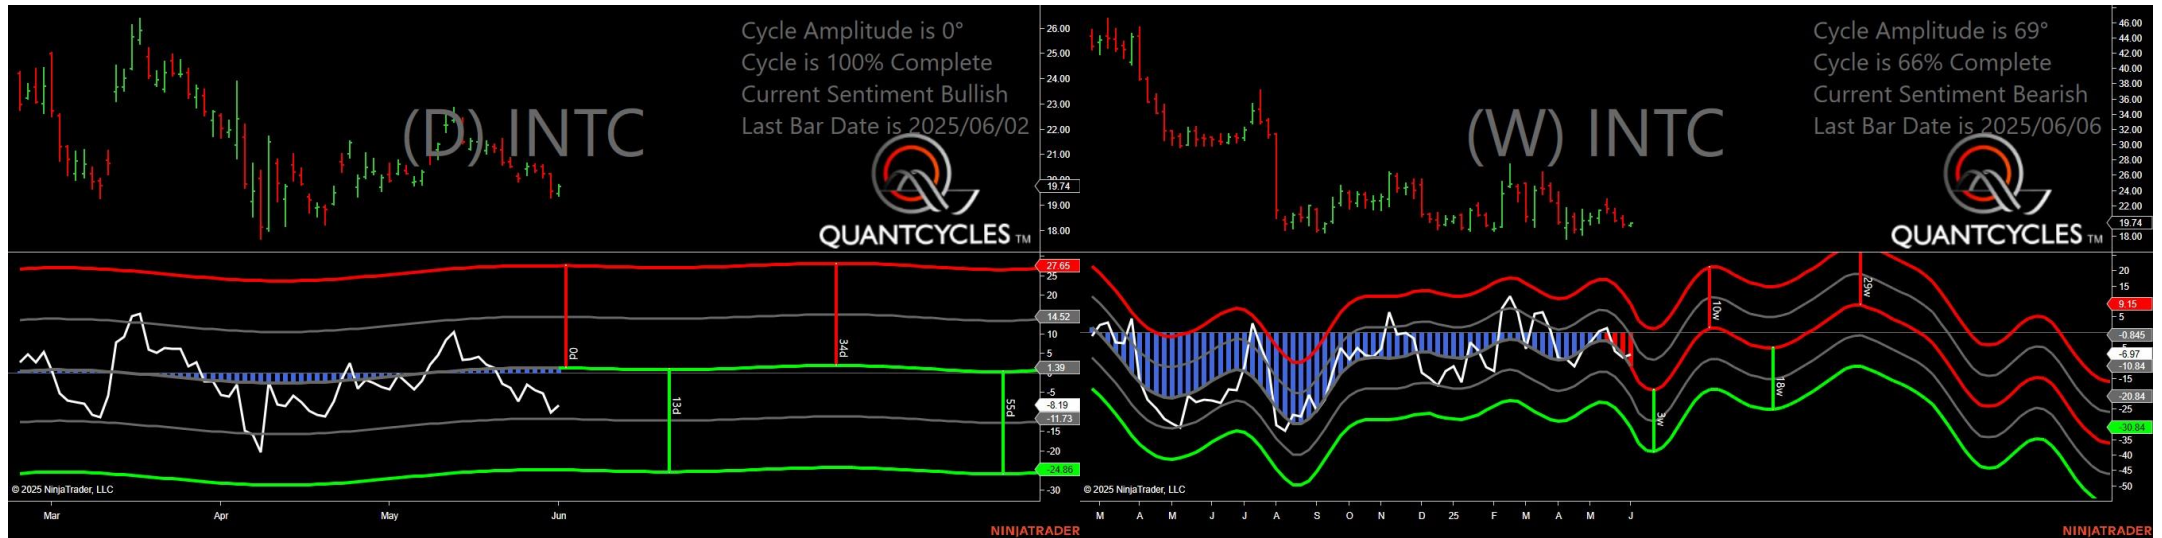 Cycle Amplitude is 0°
Cycle is 100% Complete
Current Sentiment Bullish
Last Bar Date is 2025/06/02
(D) INTC
QUANTCYCLES TM
26.00
25.00
24.00
23.00
22.00
21.00
20.00
19.74
19.00
18.00
27.65
25
20
14.52
10
5
1.39
-5
-8.19
-11.73
-15
-20
-24.86
-30
0d
34d
13d
55d
© 2025 NinjaTrader, LLC
Mar Apr May Jun
NINJATRADER
Cycle Amplitude is 69°
Cycle is 66% Complete
Current Sentiment Bearish
Last Bar Date is 2025/06/06
(W) INTC
QUANTCYCLES TM
46.00
44.00
42.00
40.00
38.00
36.00
34.00
32.00
30.00
28.00
26.00
24.00
22.00
19.74
18.00
20
15
9.15
5
-0.845
-6.97
-10.84
-15
-20.84
-25
-30.84
-35
-40
-45
-50
10w
29w
3w
18w
© 2025 NinjaTrader, LLC
M A M J J A S O N D 25 F M A M J
NINJATRADER